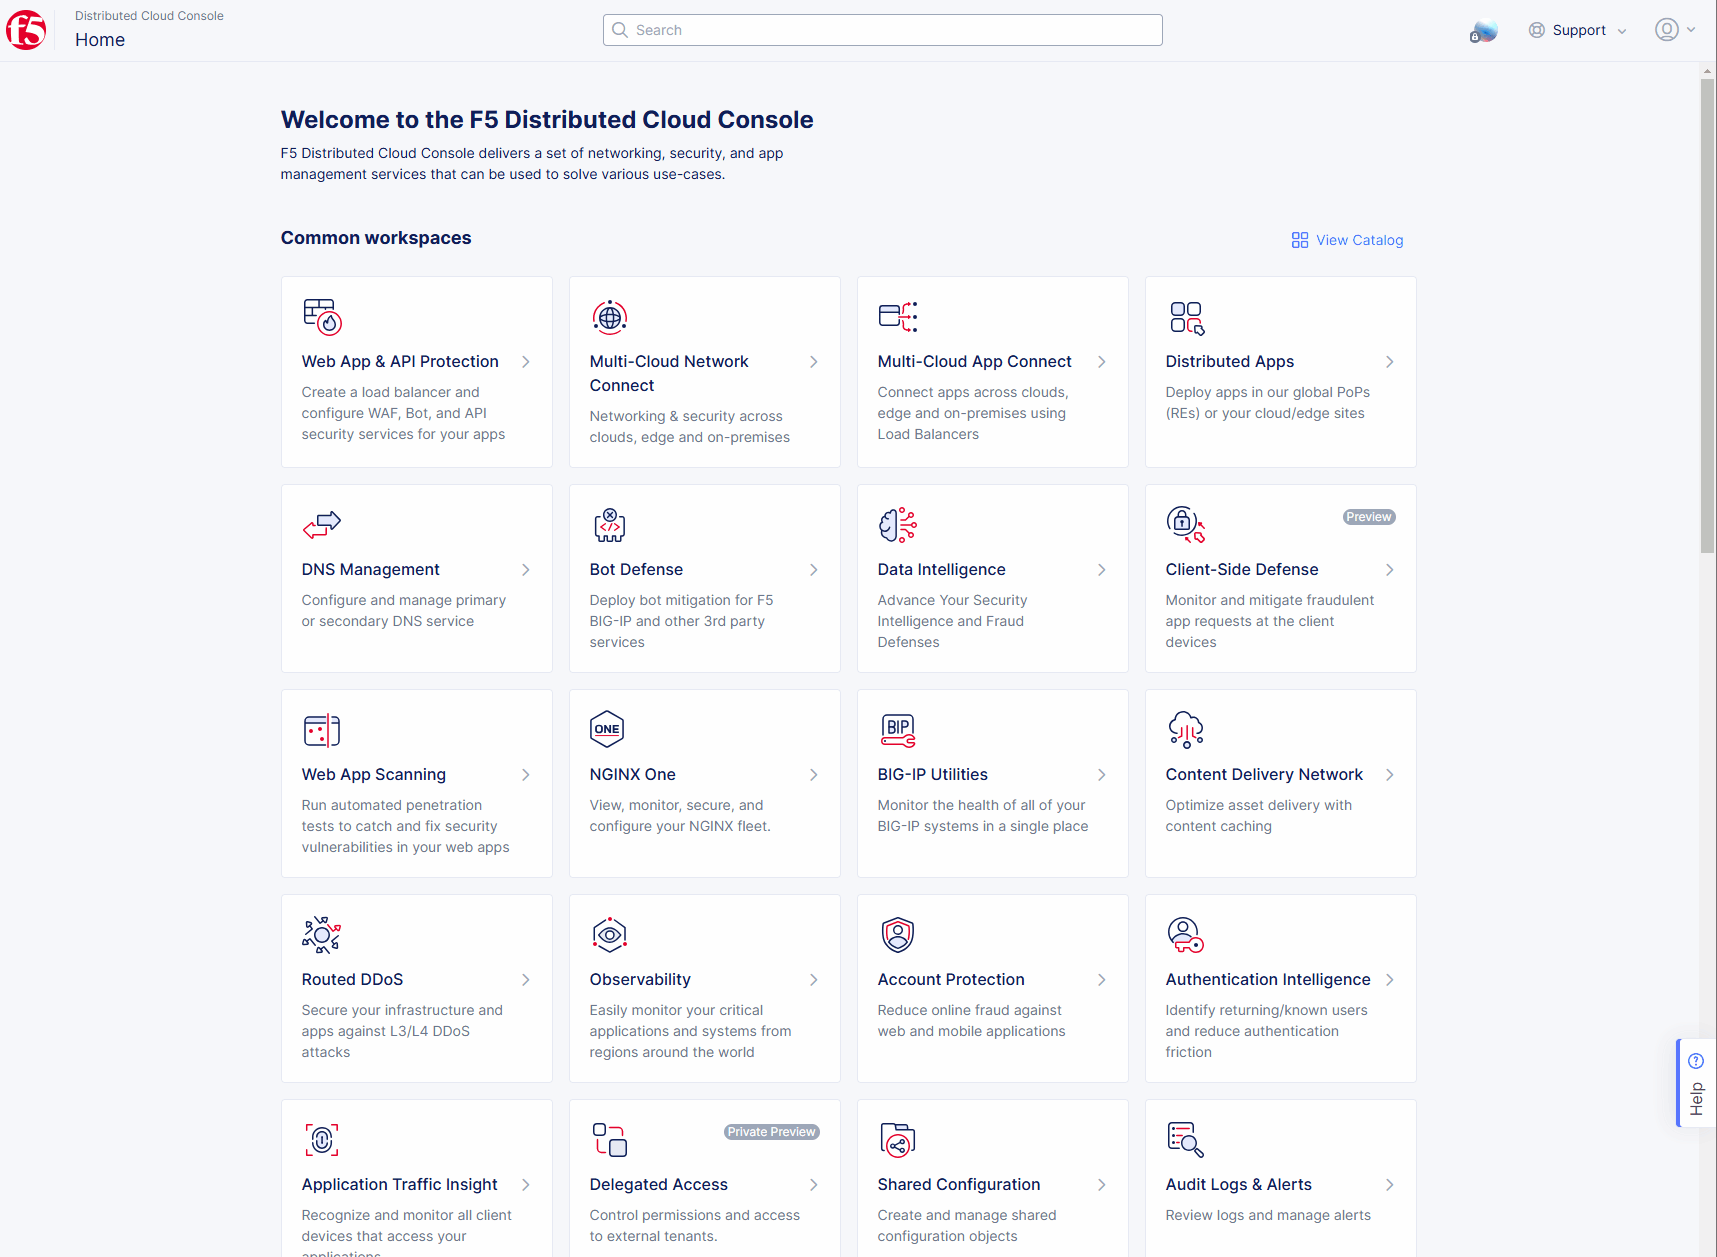 f5
Distributed Cloud Console
Home
Search
Support
Welcome to the F5 Distributed Cloud Console
F5 Distributed Cloud Console delivers a set of networking, security, and app
management services that can be used to solve various use-cases.
Common workspaces
View Catalog
Web App & API Protection
Create a load balancer and
configure WAF, Bot, and API
security services for your apps
Multi-Cloud Network
Connect
Networking & security across
clouds, edge and on-premises
Multi-Cloud App Connect
Connect apps across clouds,
edge and on-premises using
Load Balancers
Distributed Apps
Deploy apps in our global PoPs
(REs) or your cloud/edge sites
DNS Management
Configure and manage primary
or secondary DNS service
Bot Defense
Deploy bot mitigation for F5
BIG-IP and other 3rd party
services
Data Intelligence
Advance Your Security
Intelligence and Fraud
Defenses
Preview
Client-Side Defense
Monitor and mitigate fraudulent
app requests at the client
devices
Web App Scanning
Run automated penetration
tests to catch and fix security
vulnerabilities in your web apps
ONE
NGINX One
View, monitor, secure, and
configure your NGINX fleet.
BIP
BIG-IP Utilities
Monitor the health of all of your
BIG-IP systems in a single place
Content Delivery Network
Optimize asset delivery with
content caching
Routed DDoS
Secure your infrastructure and
apps against L3/L4 DDoS
attacks
Observability
Easily monitor your critical
applications and systems from
regions around the world
Account Protection
Reduce online fraud against
web and mobile applications
Authentication Intelligence
Identify returning/known users
and reduce authentication
friction
Help
Application Traffic Insight
Recognize and monitor all client
devices that access your
applications
Private Preview
Delegated Access
Control permissions and access
to external tenants.
Shared Configuration
Create and manage shared
configuration objects
Audit Logs & Alerts
Review logs and manage alerts